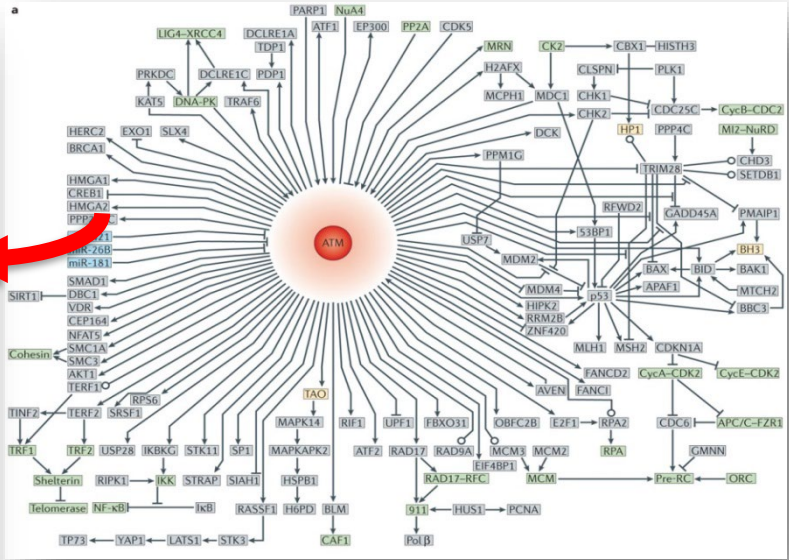 a
PARP1 NuA4
LIG4–XRCC4 DCLRE1A ATF1 EP300 PP2A CDK5
TDP1 MRN CK2 CBX1 HISTH3
PRKDC DCLRE1C PDP1 H2AFX CLSPN PLK1
KAT5 DNA-PK TRAF6 MCPH1 MDC1 CHK1 CDC25C CycB–CDC2
CHK2
HERC2 EXO1 SLX4 DCK HP1 PPP4C MI2–NuRD
BRCA1 PPM1G TRIM28 CHD3
SETDB1
HMGA1
CREB1
HMGA2 RFWD2 GADD45A PMAIP1
21 ATM USP7 53BP1
miR-26B MDM2 BH3
miR-181 BAX BID BAK1
SMAD1 APAF1 MTCH2
SIRT1 DBC1 MDM4 p53 BBC3
VDR HIPK2
CEP164 RRM2B
NFAT5 ZNF420
Cohesin SMC1A MLH1 MSH2 CDKN1A
SMC3
AKT1 FANCD2 CycA–CDK2 CycE–CDK2
TERF1 TAO AVEN FANCI
RPS6
TINF2 TERF2 SRSF1 MAPK14 RIF1 UPF1 FBXO31 OBFC2B E2F1 RPA2 CDC6 APC/C–FZR1
TRF1 TRF2 USP28 IKBKG STK11 SP1 MAPKAPK2 ATF2 RAD17 RAD9A MCM3 MCM2 RPA GMNN
EIF4BP1
Shelterin RIPK1 IKK STRAP SIAH1 HSPB1 RAD17–RFC MCM Pre-RC ORC
Telomerase NF-κB IκB RASSF1 H6PD BLM 911 HUS1 PCNA
TP73 YAP1 LATS1 STK3 CAF1 Polβ